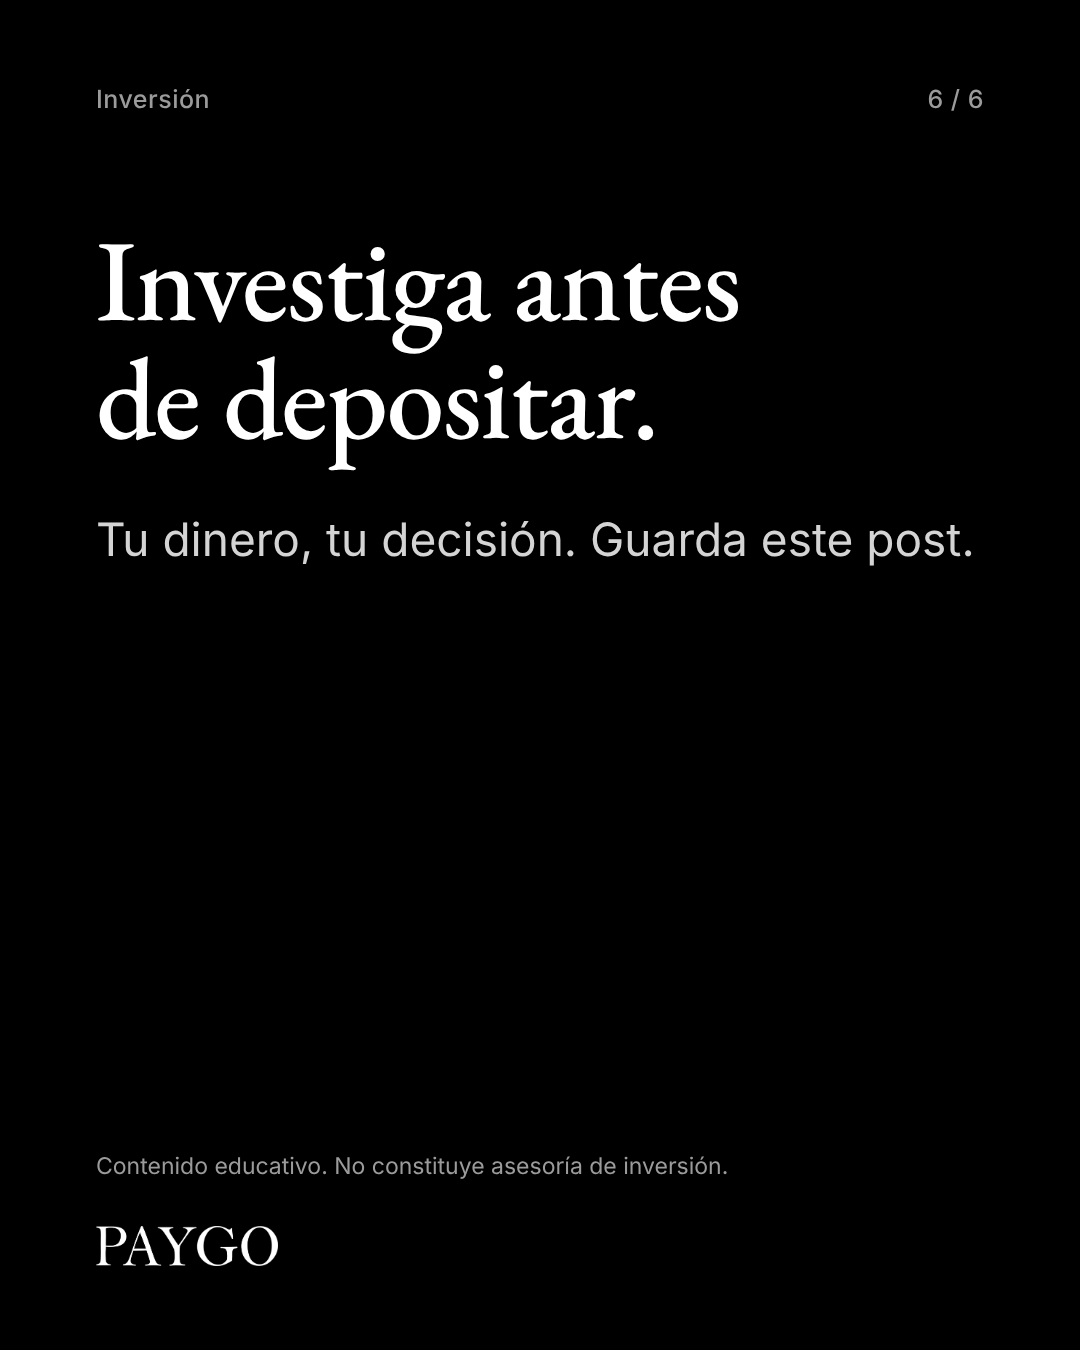 Inversión
6 / 6
Investiga antes
de depositar.
Tu dinero, tu decisión. Guarda este post.
Contenido educativo. No constituye asesoría de inversión.
PAYGO